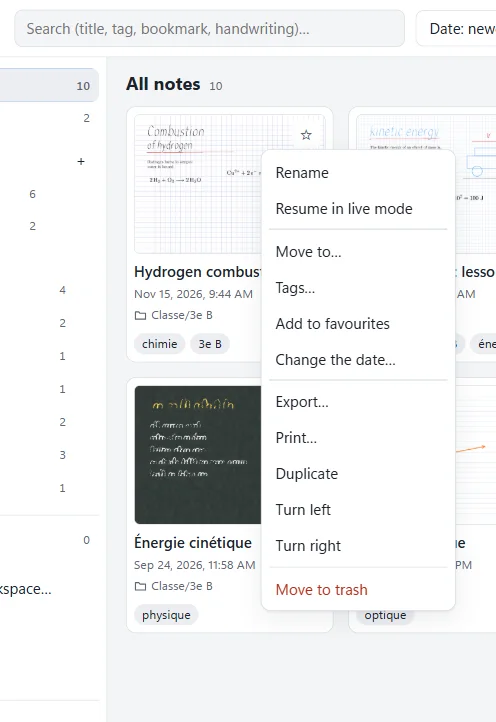 Search (title, tag, bookmark, handwriting)...
Date: new
10
2
+
6
2
4
2
1
1
2
3
1
0
kspace...
All notes 10
Combustion
of hydrogen
☆
Hydrogen combust
Nov 15, 2026, 9:44 AM
Classe/3e B
chimie
3e B
kinetic energy
lesso
AM
éne
Rename
Resume in live mode
Move to...
Tags...
Add to favourites
Change the date...
Export...
Print...
Duplicate
Turn left
Turn right
Move to trash
Énergie cinétique
Sep 24, 2026, 11:58 AM
Classe/3e B
physique
ue
PM
optique